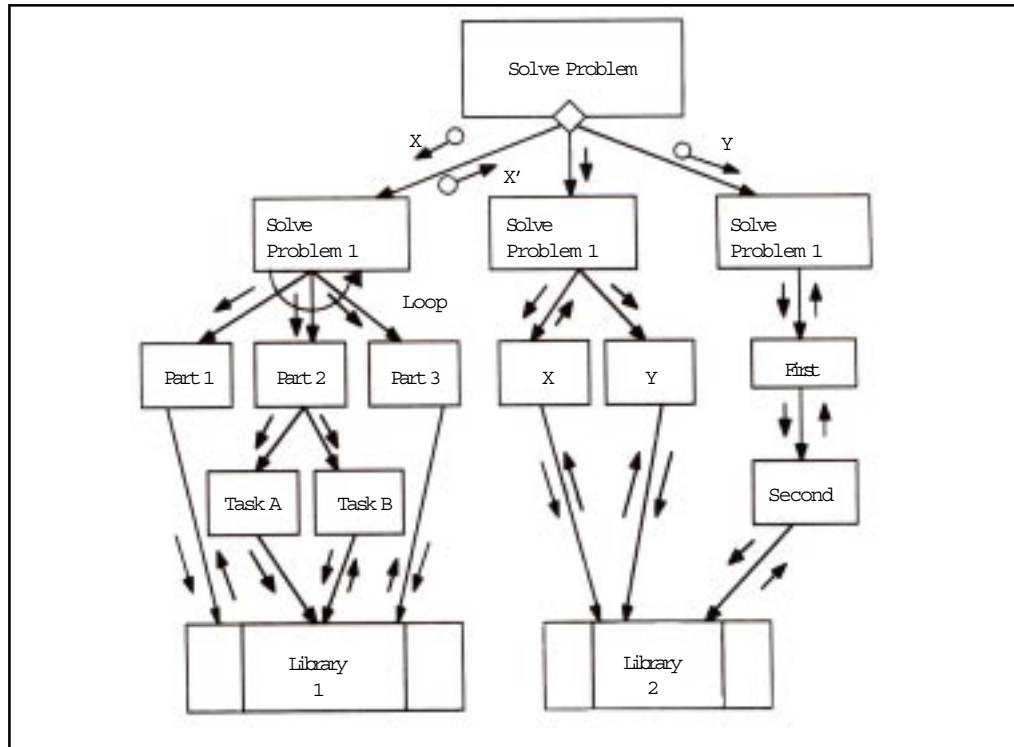 Solve Problem
X
Y
X'
Solve
Problem 1
Solve
Problem 1
Solve
Problem 1
Loop
Part 1
Part 2
Part 3
X
Y
First
Task A
Task B
Second
Library
1
Library
2